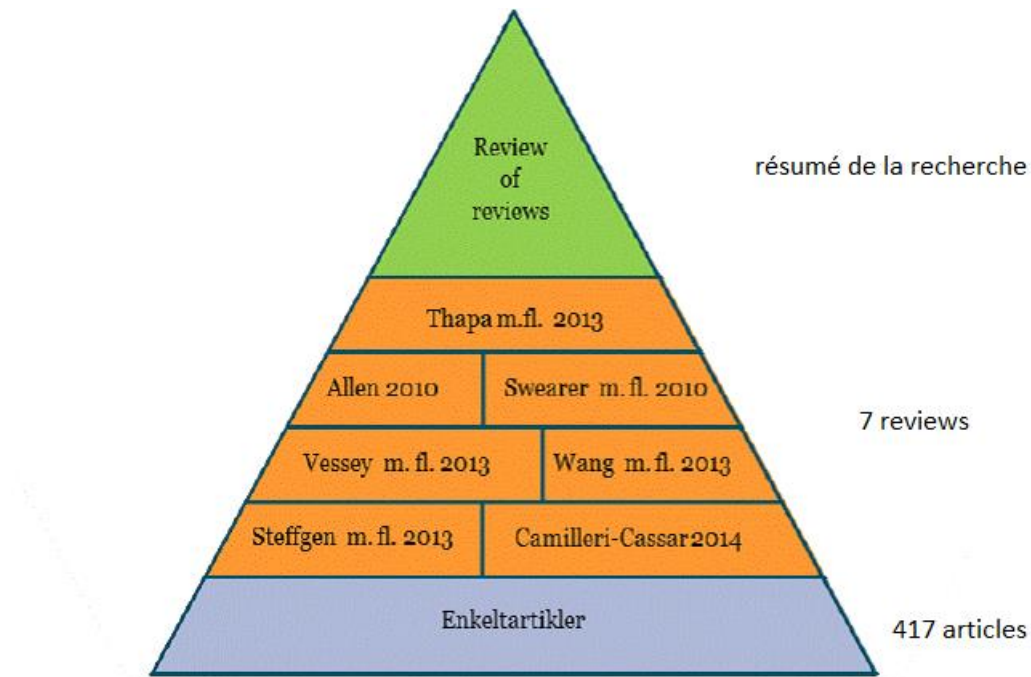 Review
of
reviews
résumé de la recherche
Thapa m.fl. 2013
Allen 2010
Swearer m. fl. 2010
7 reviews
Vessey m. fl. 2013
Wang m. fl. 2013
Steffgen m. fl. 2013
Camilleri-Cassar 2014
Enkeltartikler
417 articles